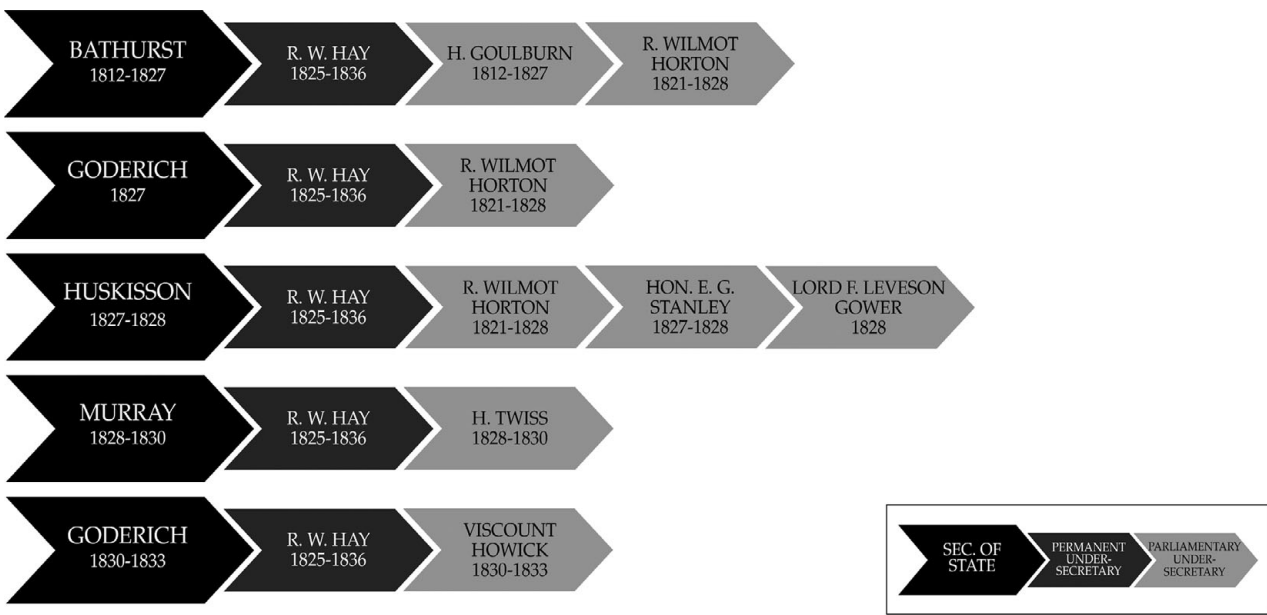 BATHURST
1812-1827
R. W. HAY
1825-1836
H. GOULBURN
1812-1827
R. WILMOT
HORTON
1821-1828
GODERICH
1827
R. W. HAY
1825-1836
R. WILMOT
HORTON
1821-1828
HUSKISSON
1827-1828
R. W. HAY
1825-1836
R. WILMOT
HORTON
1821-1828
HON. E. G.
STANLEY
1827-1828
LORD F. LEVESON
GOWER
1828
MURRAY
1828-1830
R. W. HAY
1825-1836
H. TWISS
1828-1830
GODERICH
1830-1833
R. W. HAY
1825-1836
VISCOUNT
HOWICK
1830-1833
SEC. OF
STATE
PERMANENT
UNDER-
SECRETARY
PARLIAMENTARY
UNDER-
SECRETARY